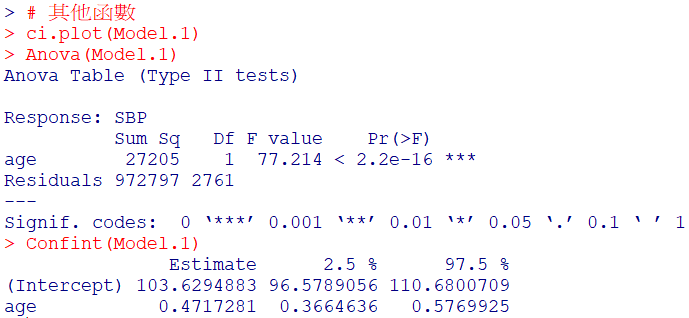 > # 其他函數
> ci.plot(Model.1)
> Anova(Model.1)
Anova Table (Type II tests)

Response: SBP
          Sum Sq   Df F value    Pr(>F)
age        27205    1  77.214 < 2.2e-16 ***
Residuals 972797 2761
---
Signif. codes:  0 ‘***’ 0.001 ‘**’ 0.01 ‘*’ 0.05 ‘.’ 0.1 ‘ ’ 1
> Confint(Model.1)
               Estimate      2.5 %      97.5 %
(Intercept) 103.6294883 96.5789056 110.6800709
age           0.4717281  0.3664636   0.5769925